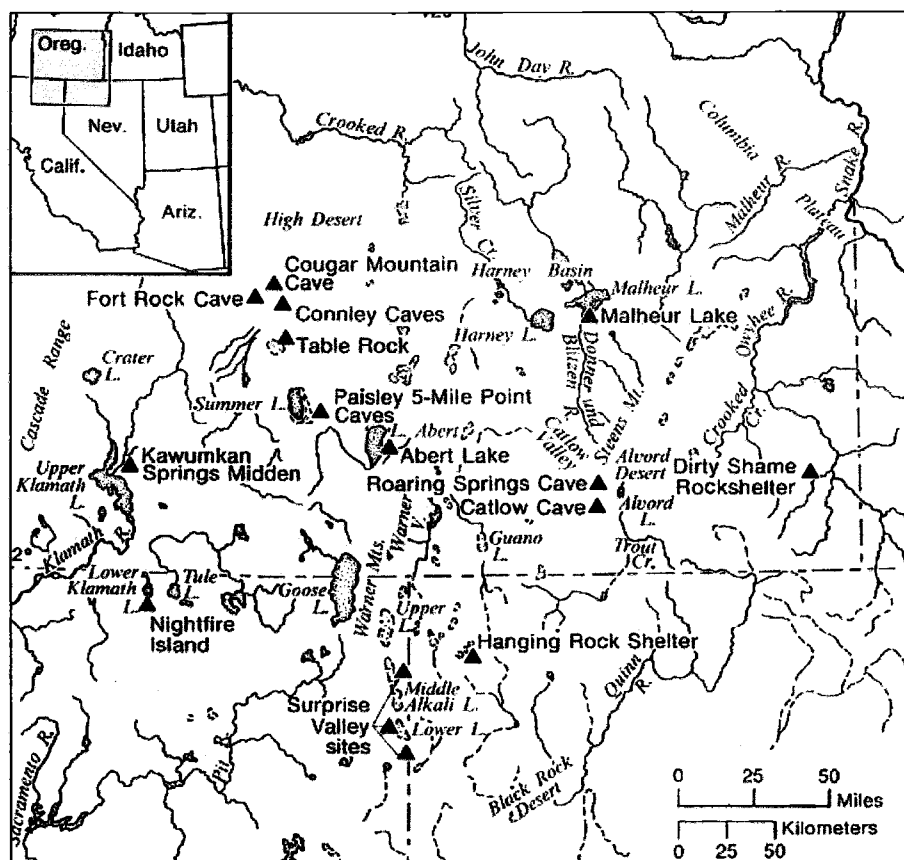 Oreg.
Idaho
Nev.
Utah
Calif.
Ariz.
John Day R.
Crooked R.
Columbia
Plateau
Malheur R.
Snake R.
Silver Cr.
High Desert
Harney
Basin
Malheur L.
Malheur Lake
Harney L.
Cougar Mountain
Cave
Fort Rock Cave
Connley Caves
Table Rock
Cascade Range
Crater
L.
Summer L.
Paisley 5-Mile Point
Caves
L. Abert
Abert Lake
Donner und
Blitzen R.
Steens Mt.
Catlow
Valley
Owyhee R.
Crooked
Cr.
Kawumkan
Springs Midden
Upper
Klamath
L.
Klamath R.
Roaring Springs Cave
Catlow Cave
Alvord
Desert
Alvord
L.
Dirty Shame
Rockshelter
Trout
Cr.
Guano
L.
Warner V.
Warner Mts.
2°
Lower
Klamath
L.
Tule
L.
Goose
L.
Nightfire
Island
Upper
L.
Hanging Rock Shelter
Quinn
R.
Surprise
Valley
sites
Middle
Alkali L.
Lower L.
Pit R.
Sacramento R.
Black Rock
Desert
0 25 50
Miles
Kilometers
0 25 50